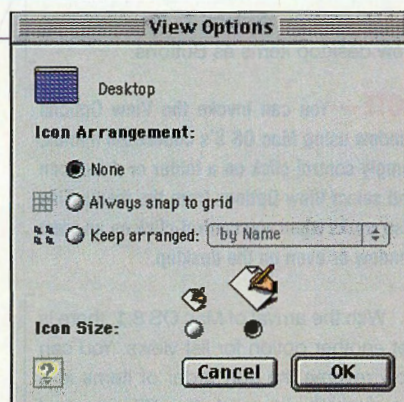 View Options
Desktop
Icon Arrangement:
None
Always snap to grid
Keep arranged: by Name
Icon Size:
?
Cancel OK